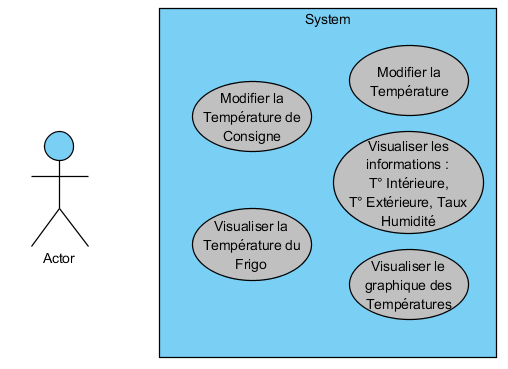 System
Modifier la
Température de
Consigne
Modifier la
Température
Visualiser les
informations :
T° Intérieure,
T° Extérieure, Taux
Humidité
Visualiser la
Température du
Frigo
Visualiser le
graphique des
Températures
Actor